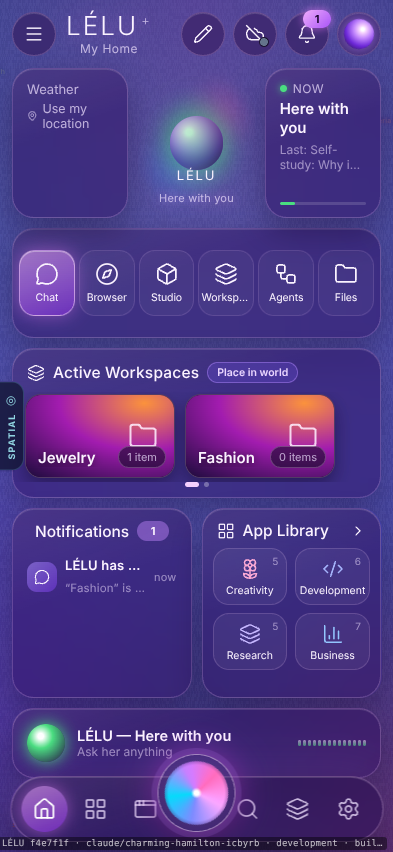 LÉLU +
My Home
1
Weather
Use my
location
LÉLU
Here with you
NOW
Here with
you
Last: Self-
study: Why i...
Chat
Browser
Studio
Worksp...
Agents
Files
Active Workspaces
Place in world
Jewelry
1 item
Fashion
0 items
SPATIAL
Notifications
1
LÉLU has ...
"Fashion" is ...
now
App Library
Creativity
5
Development
6
Research
5
Business
7
LÉLU — Here with you
Ask her anything
LÉLU f4e7f1f · claude/charming-hamilton-icbyrb · development · buil…